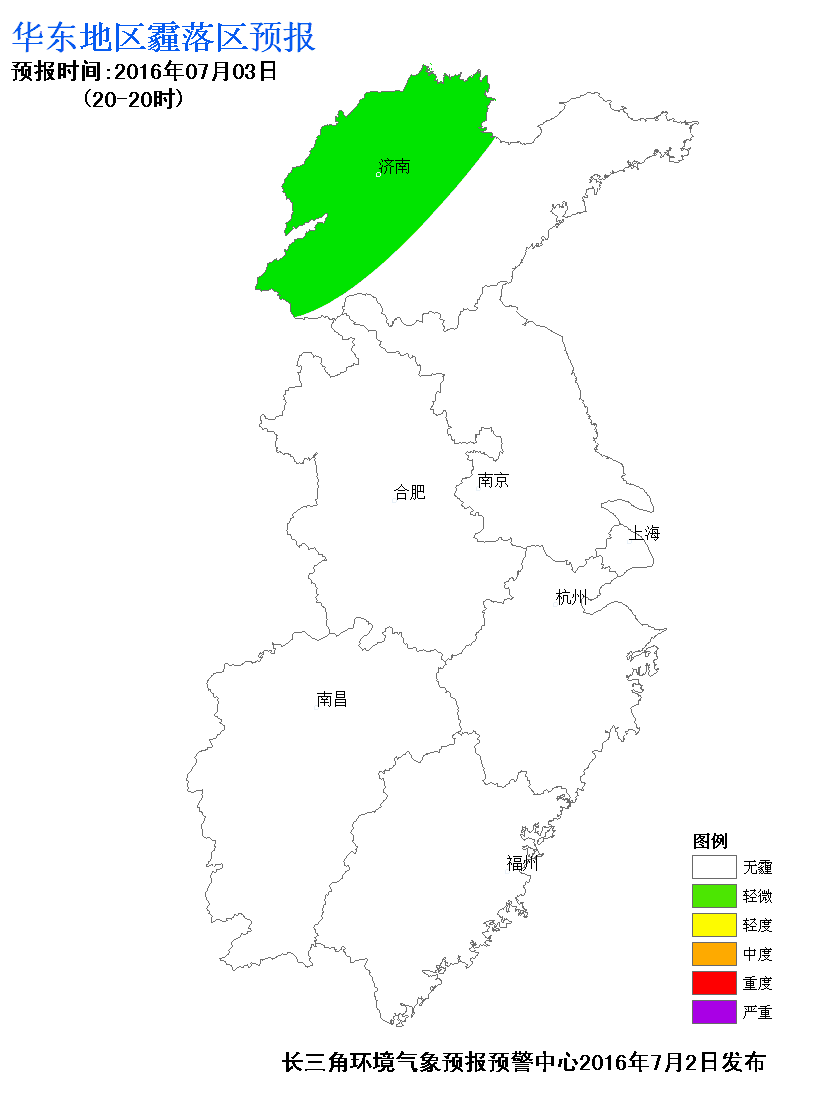 华东地区霾落区预报
预报时间:2016年07月03日
(20-20时)
济南
南京
合肥
上海
杭州
南昌
福州
图例
无霾
轻微
轻度
中度
重度
严重
长三角环境气象预报预警中心2016年7月2日发布